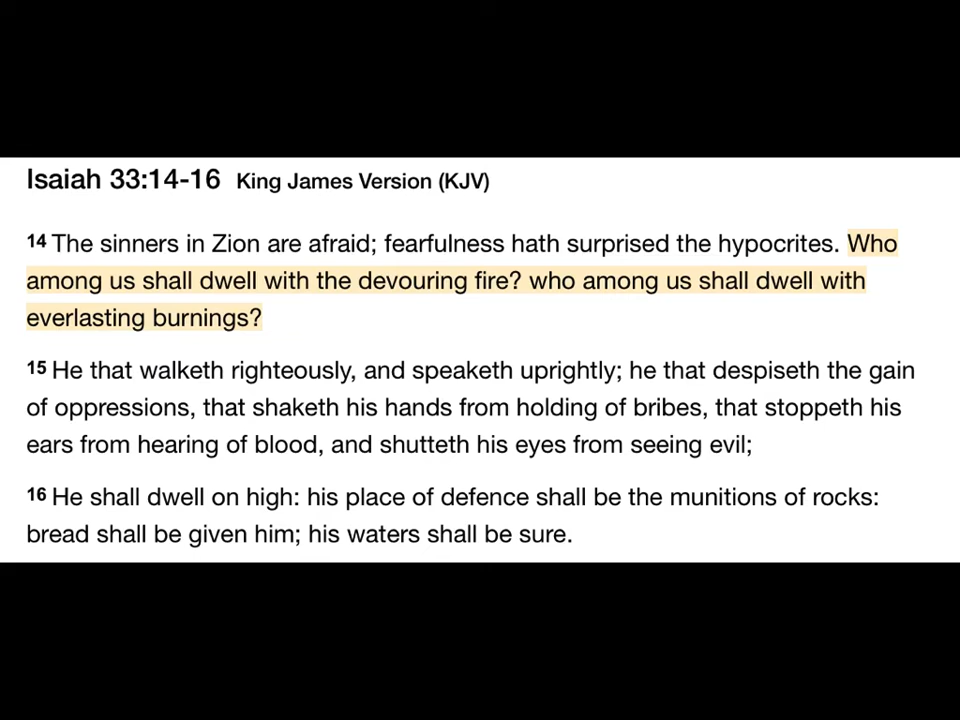 Isaiah 33:14-16 King James Version (KJV)
14 The sinners in Zion are afraid; fearfulness hath surprised the hypocrites. Who
among us shall dwell with the devouring fire? who among us shall dwell with
everlasting burnings?
15 He that walketh righteously, and speaketh uprightly; he that despiseth the gain
of oppressions, that shaketh his hands from holding of bribes, that stoppeth his
ears from hearing of blood, and shutteth his eyes from seeing evil;
16 He shall dwell on high: his place of defence shall be the munitions of rocks:
bread shall be given him; his waters shall be sure.